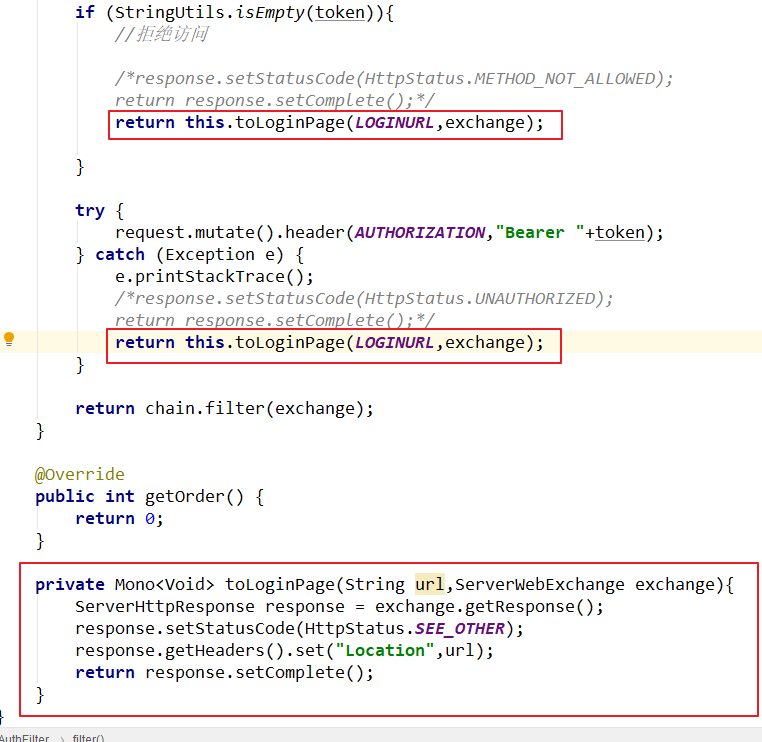 if (StringUtils.isEmpty(token)){
//拒绝访问
/*response.setStatusCode(HttpStatus.METHOD_NOT_ALLOWED);
return response.setComplete();*/
return this.toLoginPage(LOGINURL,exchange);
}
try {
request.mutate().header(AUTHORIZATION,"Bearer "+token);
} catch (Exception e) {
e.printStackTrace();
/*response.setStatusCode(HttpStatus.UNAUTHORIZED);
return response.setComplete();*/
return this.toLoginPage(LOGINURL,exchange);
}
return chain.filter(exchange);
}
@Override
public int getOrder() {
return 0;
}
private Mono<Void> toLoginPage(String url,ServerWebExchange exchange){
ServerHttpResponse response = exchange.getResponse();
response.setStatusCode(HttpStatus.SEE_OTHER);
response.getHeaders().set("Location",url);
return response.setComplete();
}
}
AuthFilter › filter()